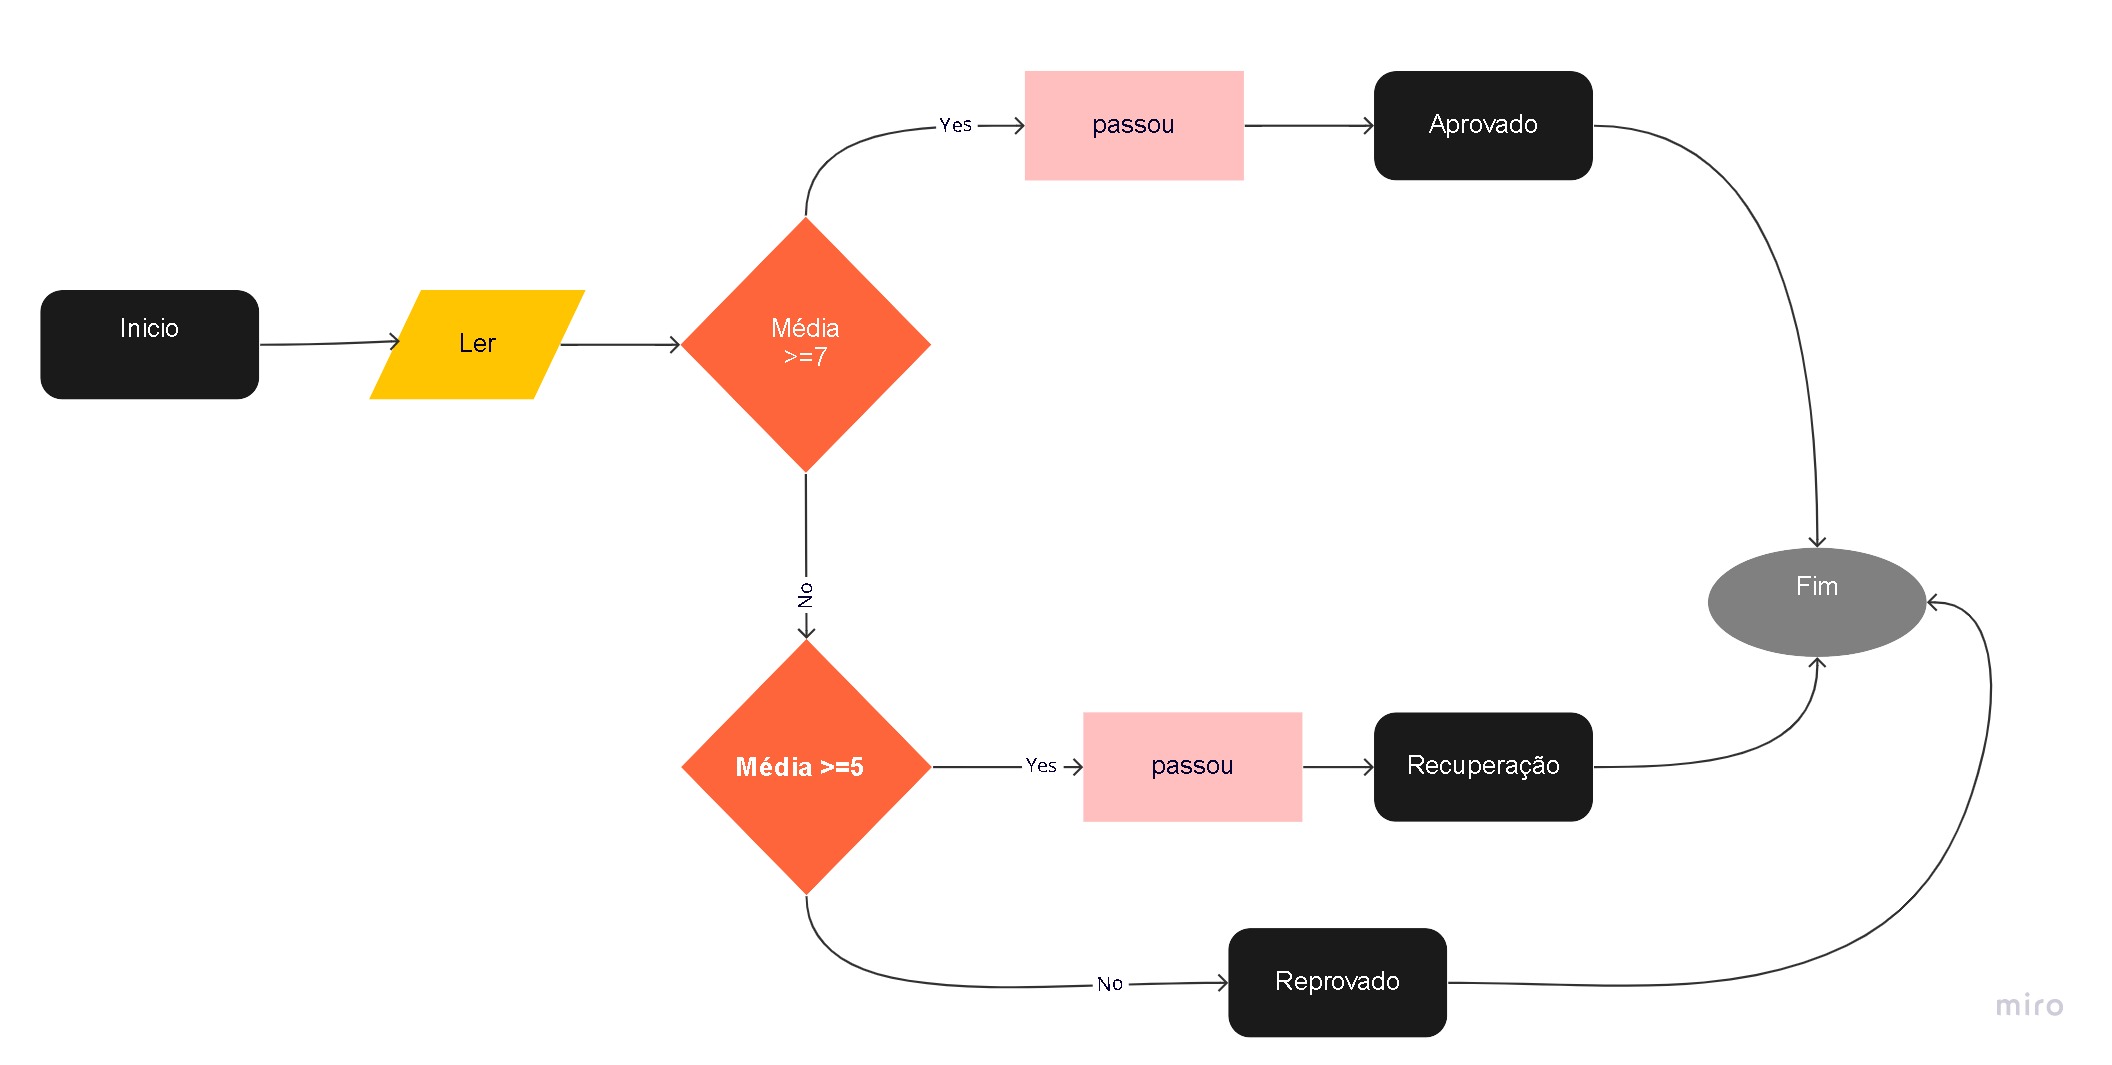 Yes
passou
Aprovado
Inicio
Ler
Média
>=7
No
Fim
Média >=5
Yes
passou
Recuperação
No
Reprovado
miro